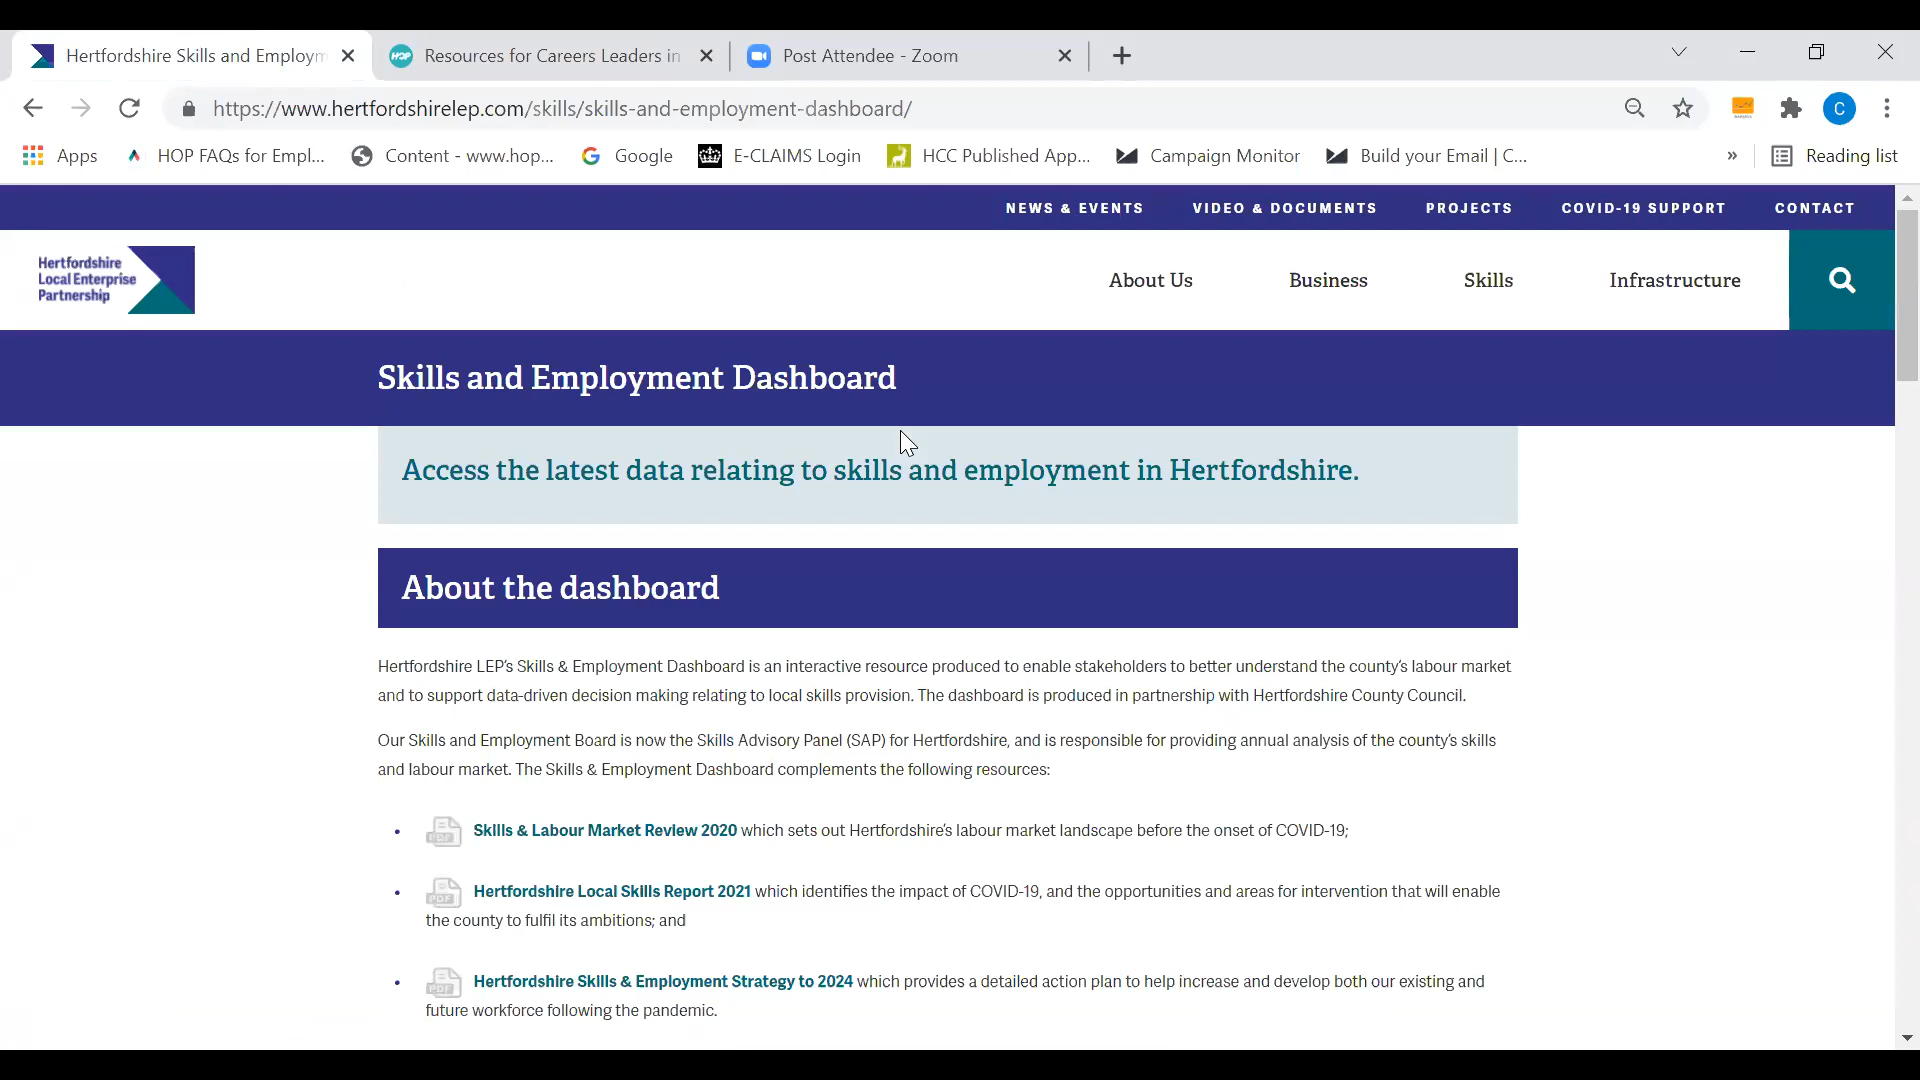 Hertfordshire Skills and Employm
HOP
Resources for Careers Leaders in
Post Attendee - Zoom
https://www.hertfordshirelep.com/skills/skills-and-employment-dashboard/
C
Apps
HOP FAQs for Empl...
Content - www.hop...
Google
E-CLAIMS Login
HCC Published App...
Campaign Monitor
Build your Email | C...
»
Reading list
NEWS & EVENTS
VIDEO & DOCUMENTS
PROJECTS
COVID-19 SUPPORT
CONTACT
Hertfordshire
Local Enterprise
Partnership
About Us
Business
Skills
Infrastructure
Skills and Employment Dashboard
Access the latest data relating to skills and employment in Hertfordshire.
About the dashboard
Hertfordshire LEP's Skills & Employment Dashboard is an interactive resource produced to enable stakeholders to better understand the county's labour market
and to support data-driven decision making relating to local skills provision. The dashboard is produced in partnership with Hertfordshire County Council.
Our Skills and Employment Board is now the Skills Advisory Panel (SAP) for Hertfordshire, and is responsible for providing annual analysis of the county's skills
and labour market. The Skills & Employment Dashboard complements the following resources:
• PDF Skills & Labour Market Review 2020 which sets out Hertfordshire's labour market landscape before the onset of COVID-19;
• PDF Hertfordshire Local Skills Report 2021 which identifies the impact of COVID-19, and the opportunities and areas for intervention that will enable
the county to fulfil its ambitions; and
• PDF Hertfordshire Skills & Employment Strategy to 2024 which provides a detailed action plan to help increase and develop both our existing and
future workforce following the pandemic.